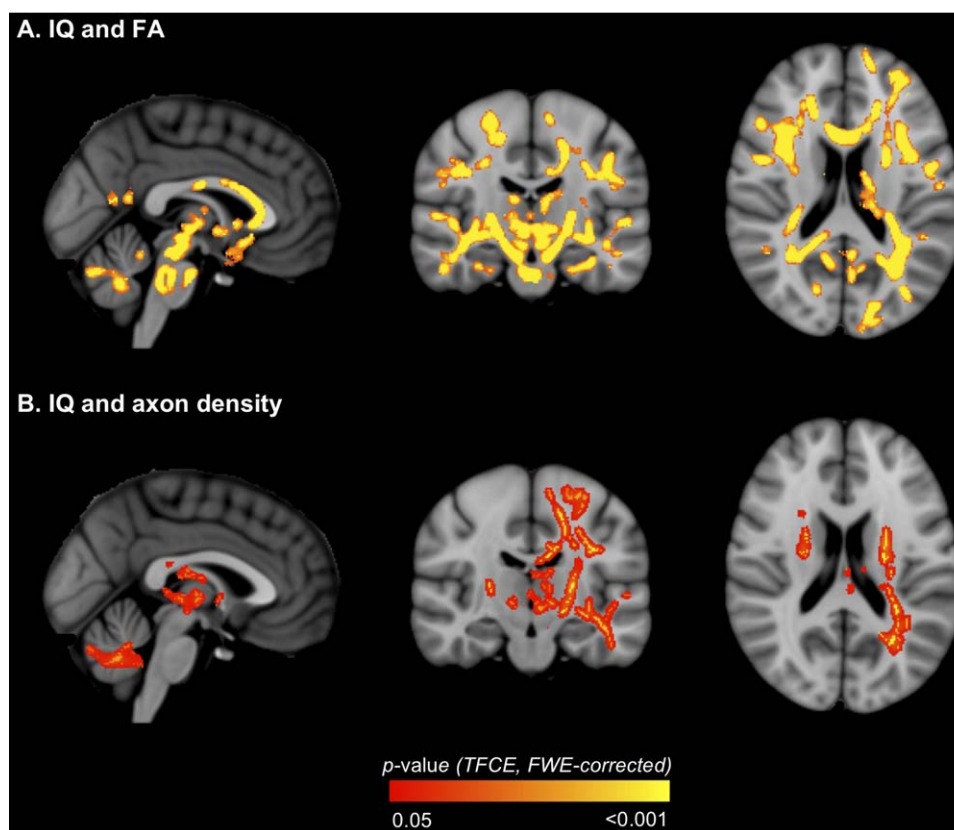 A. IQ and FA
B. IQ and axon density
p-value (TFCE, FWE-corrected)
0.05 <0.001